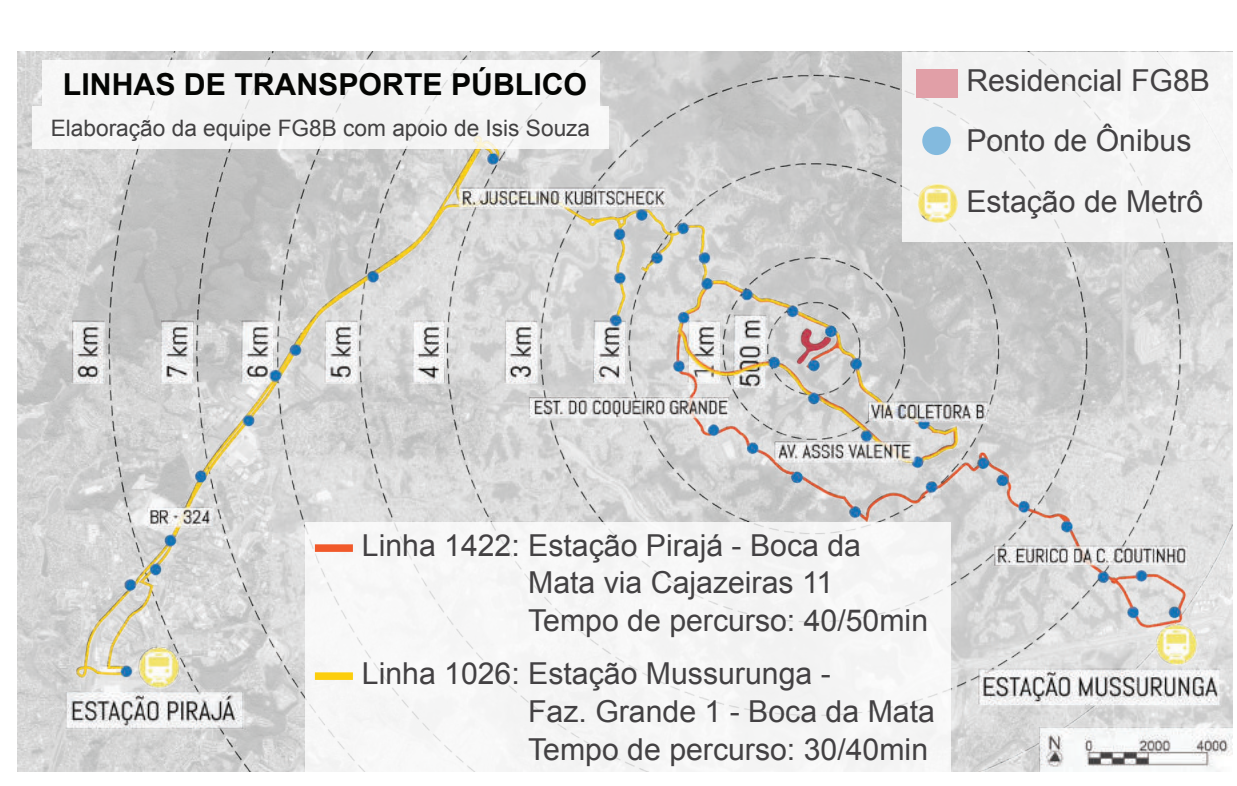 LINHAS DE TRANSPORTE PÚBLICO
Elaboração da equipe FG8B com apoio de Isis Souza
Residencial FG8B
Ponto de Ônibus
Estação de Metrô
R. JUSCELINO KUBITSCHECK
8 km
7 km
6 km
5 km
4 km
3 km
2 km
1 km
500 m
EST. DO COQUEIRO GRANDE
VIA COLETORA B
AV. ASSIS VALENTE
BR - 324
R. EURICO DA C. COUTINHO
Linha 1422: Estação Pirajá - Boca da
Mata via Cajazeiras 11
Tempo de percurso: 40/50min
Linha 1026: Estação Mussurunga -
Faz. Grande 1 - Boca da Mata
Tempo de percurso: 30/40min
ESTAÇÃO PIRAJÁ
ESTAÇÃO MUSSURUNGA
N
0 2000 4000